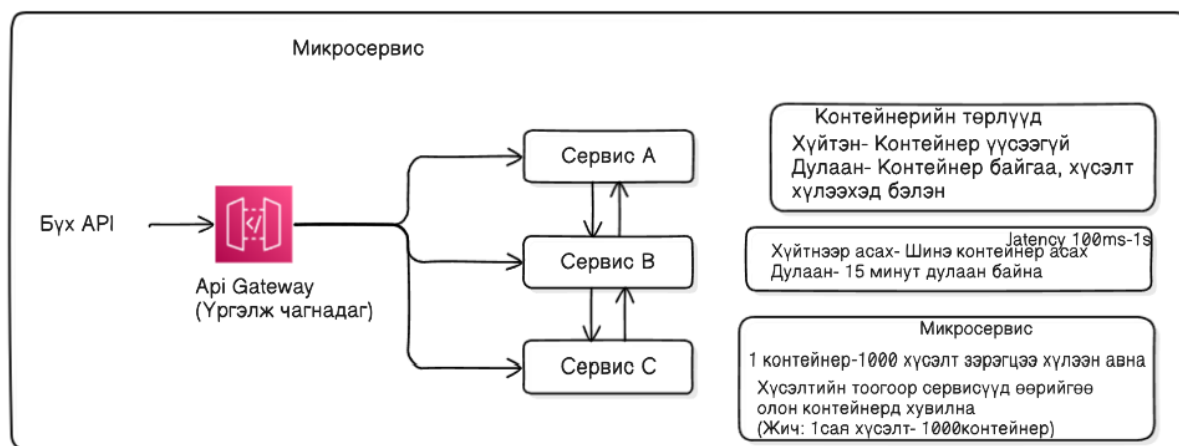 Микросервис
Контейнерийн төрлүүд
Хүйтэн- Контейнер үүсээгүй
Дулаан- Контейнер байгаа, хүсэлт
хүлээхэд бэлэн
Сервис А
Бүх API
Api Gateway
(Үргэлж чагнадаг)
Сервис В
latency 100ms-1s
Хүйтнээр асах- Шинэ контейнер асах
Дулаан- 15 минут дулаан байна
Сервис С
Микросервис
1 контейнер-1000 хүсэлт зэрэгцээ хүлээн авна
Хүсэлтийн тоогоор сервисүүд өөрийгөө
олон контейнерд хувилна
(Жич: 1сая хүсэлт- 1000контейнер)